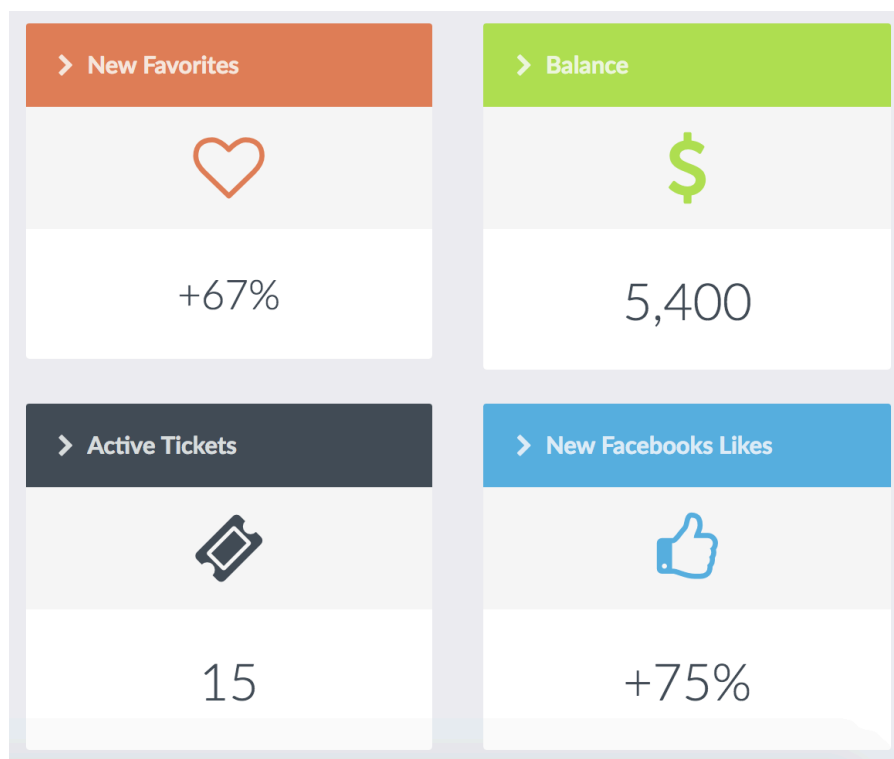 New Favorites
Balance
$
+67%
5,400
Active Tickets
New Facebooks Likes
15
+75%